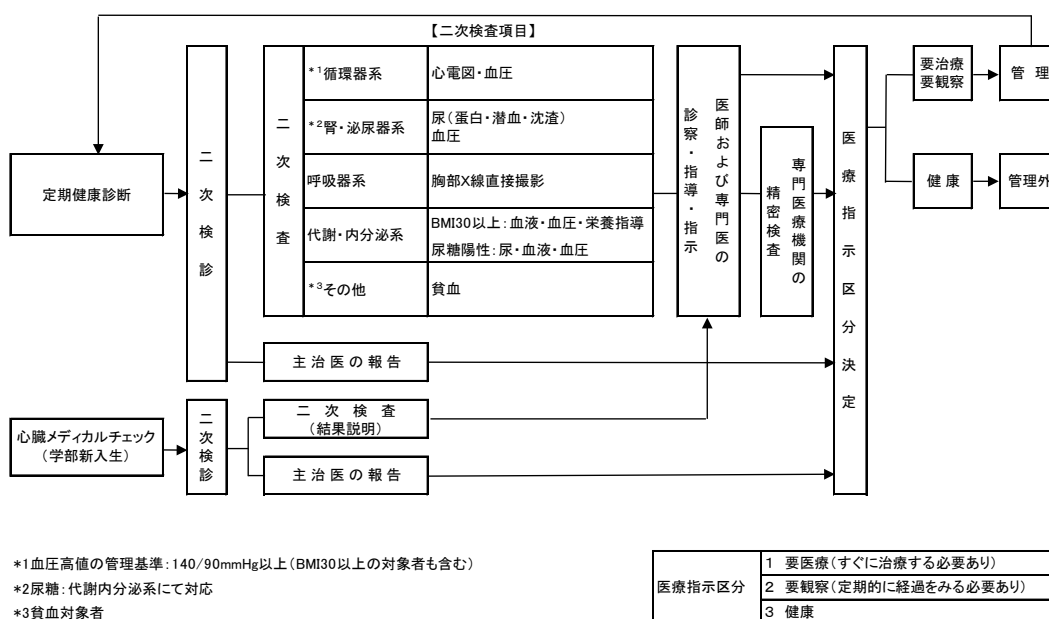 【二次検査項目】
定期健康診断
二次検診
二次検査
*1循環器系
心電図・血圧
*2腎・泌尿器系
尿（蛋白・潜血・沈渣）
血圧
呼吸器系
胸部X線直接撮影
代謝・内分泌系
BMI30以上：血液・血圧・栄養指導
尿糖陽性：尿・血液・血圧
*3その他
貧血
主治医の報告
医師および専門医の
診察・指導・指示
専門医療機関の
精密検査
医療指示区分決定
要治療
要観察
管理
健康
管理外
心臓メディカルチェック
（学部新入生）
二次検診
二次検査
（結果説明）
主治医の報告
*1血圧高値の管理基準：140/90mmHg以上（BMI30以上の対象者も含む）
*2尿糖：代謝内分泌系にて対応
*3貧血対象者
医療指示区分
1 要医療（すぐに治療する必要あり）
2 要観察（定期的に経過をみる必要あり）
3 健康